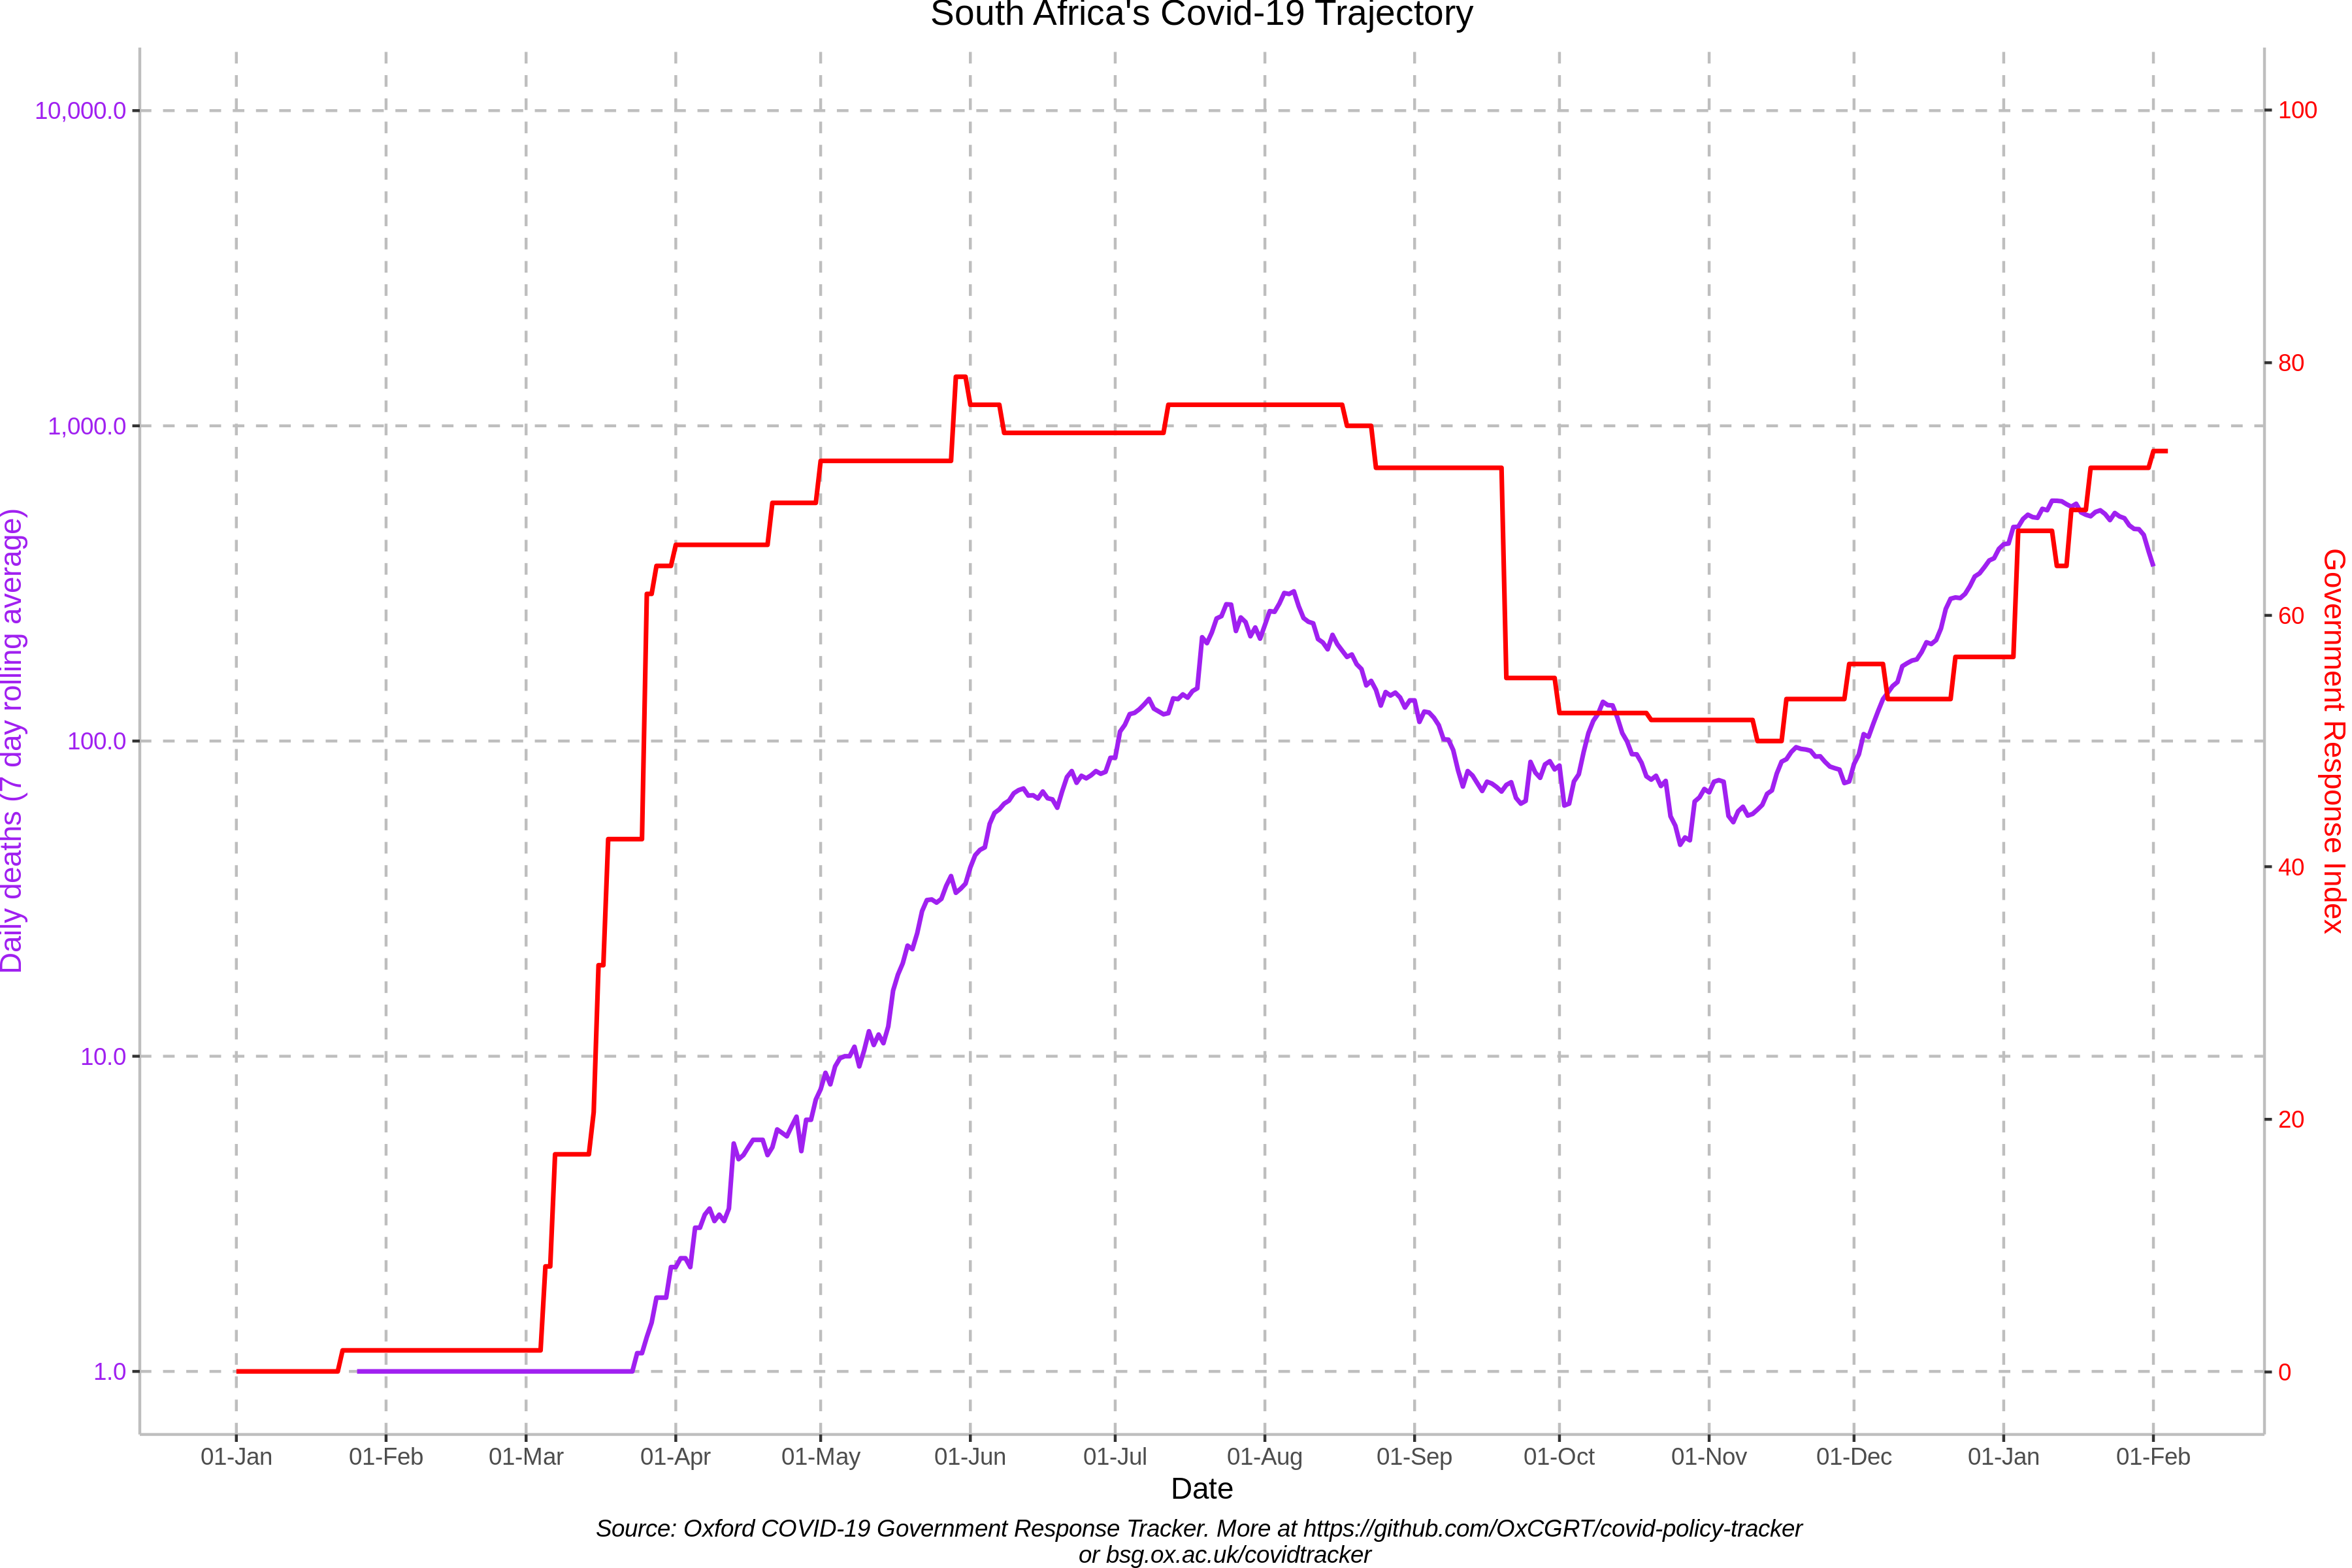 South Africa's Covid-19 Trajectory
10,000.0
1,000.0
100.0
10.0
1.0
Daily deaths (7 day rolling average)
100
80
60
40
20
0
Government Response Index
01-Jan 01-Feb 01-Mar 01-Apr 01-May 01-Jun 01-Jul 01-Aug 01-Sep 01-Oct 01-Nov 01-Dec 01-Jan 01-Feb
Date
Source: Oxford COVID-19 Government Response Tracker. More at https://github.com/OxCGRT/covid-policy-tracker
or bsg.ox.ac.uk/covidtracker